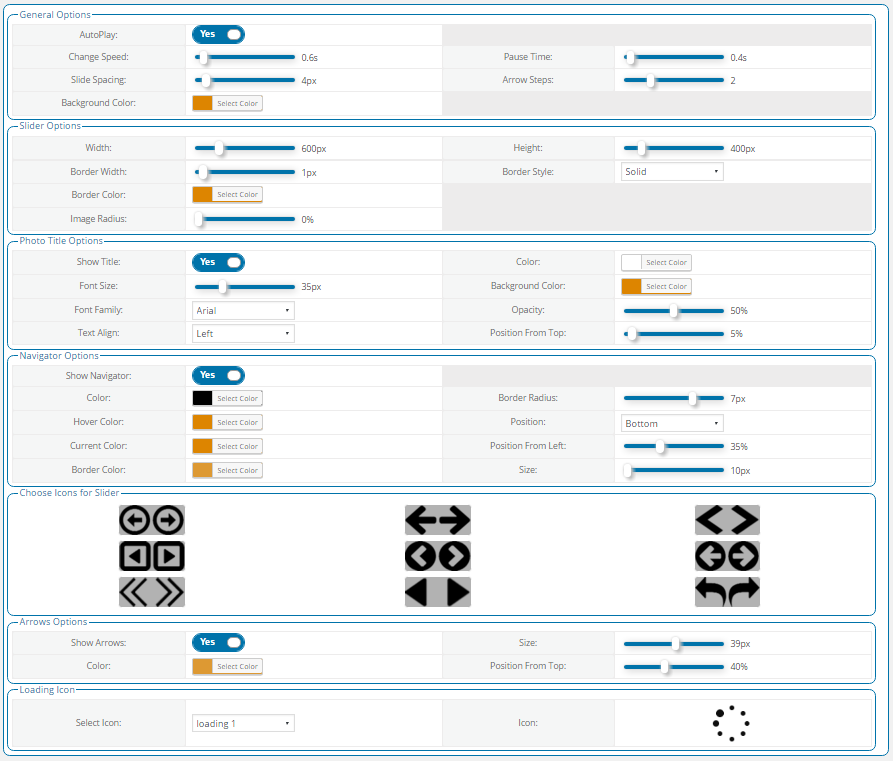 General Options
AutoPlay: Yes
Change Speed: 0.6s Pause Time: 0.4s
Slide Spacing: 4px Arrow Steps: 2
Background Color: Select Color
Slider Options
Width: 600px Height: 400px
Border Width: 1px Border Style: Solid
Border Color: Select Color
Image Radius: 0%
Photo Title Options
Show Title: Yes Color: Select Color
Font Size: 35px Background Color: Select Color
Font Family: Arial Opacity: 50%
Text Align: Left Position From Top: 5%
Navigator Options
Show Navigator: Yes
Color: Select Color Border Radius: 7px
Hover Color: Select Color Position: Bottom
Current Color: Select Color Position From Left: 35%
Border Color: Select Color Size: 10px
Choose Icons for Slider
Arrows Options
Show Arrows: Yes Size: 39px
Color: Select Color Position From Top: 40%
Loading Icon
Select Icon: loading 1 Icon: